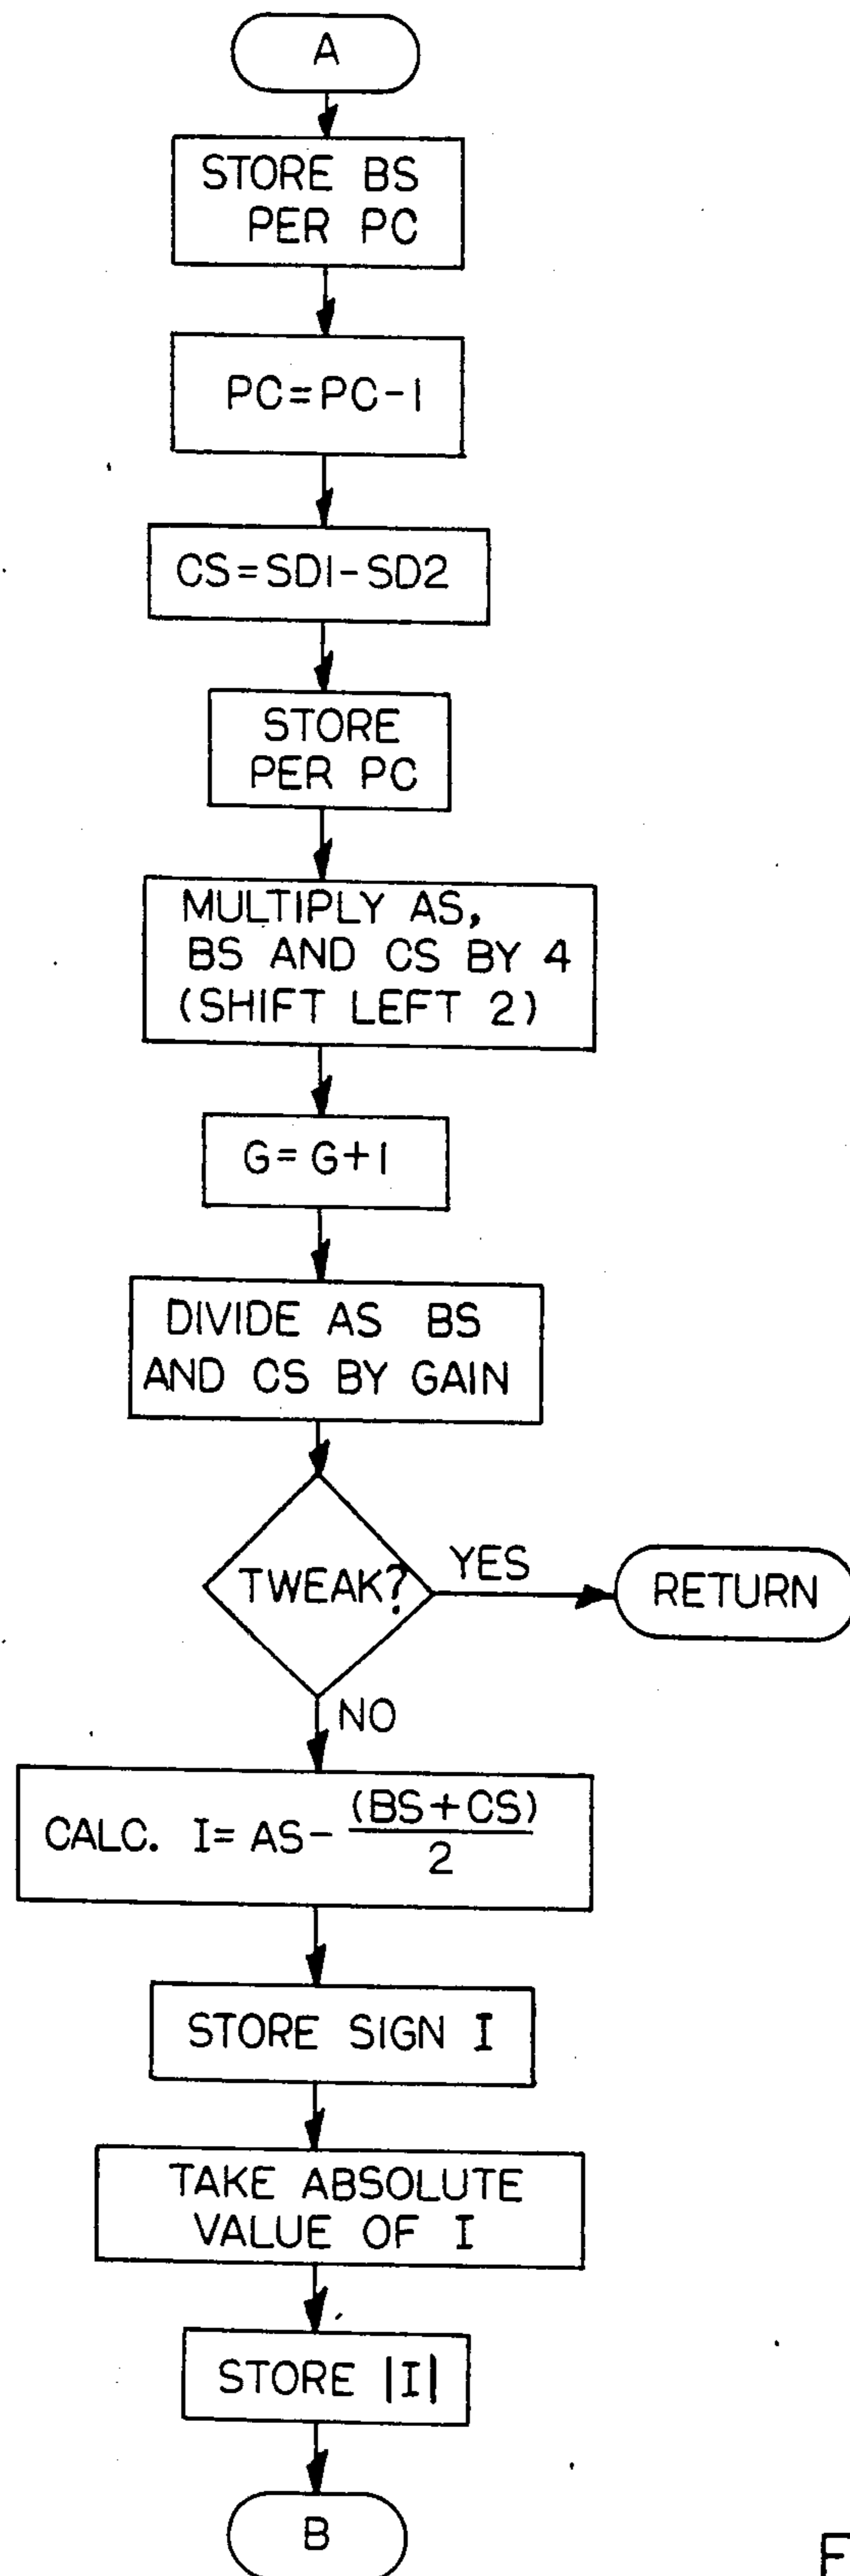 A
STORE BS
PER PC
PC=PC-1
CS=SD1-SD2
STORE
PER PC
MULTIPLY AS,
BS AND CS BY 4
(SHIFT LEFT 2)
G=G+1
DIVIDE AS BS
AND CS BY GAIN
TWEAK?
YES
RETURN
NO
CALC. I= AS- (BS+CS)
2
STORE SIGN I
TAKE ABSOLUTE
VALUE OF I
STORE |I|
B